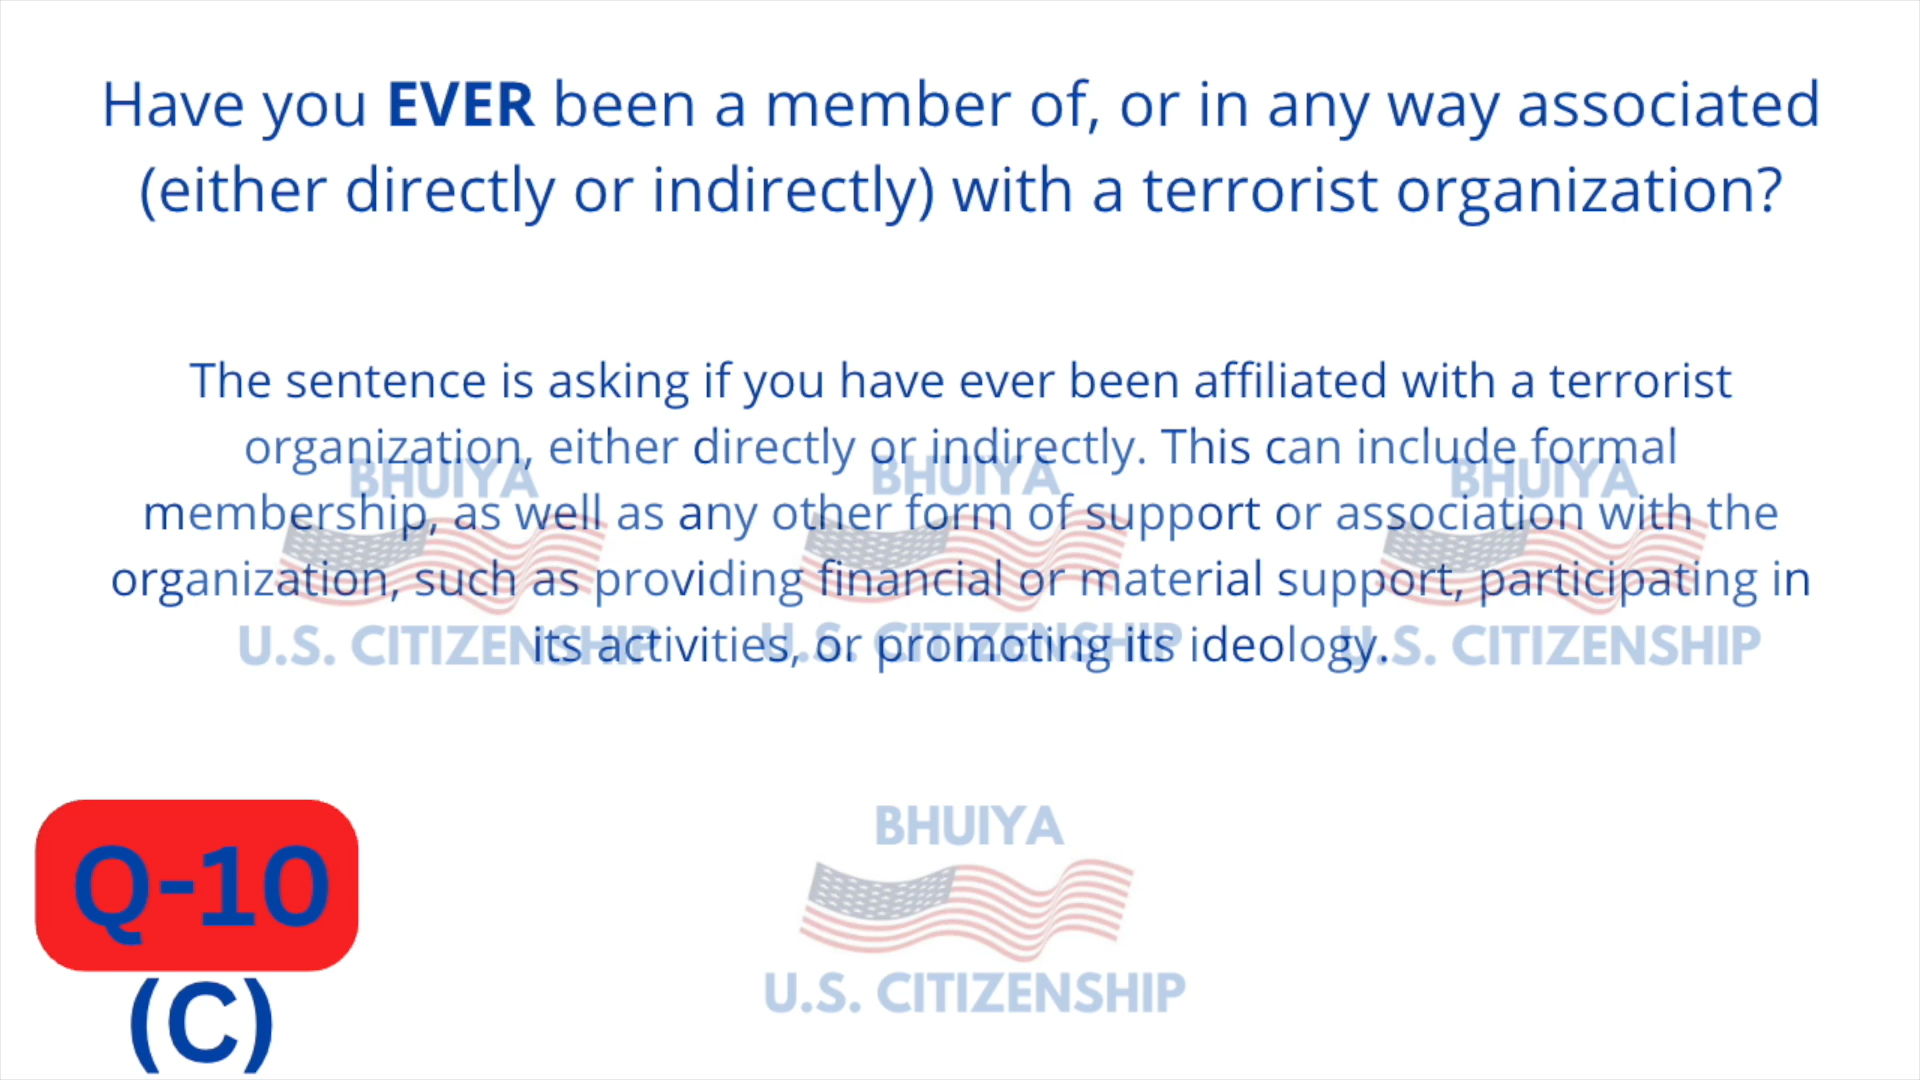 Have you EVER been a member of, or in any way associated
(either directly or indirectly) with a terrorist organization?
The sentence is asking if you have ever been affiliated with a terrorist
organization, either directly or indirectly. This can include formal
membership, as well as any other form of support or association with the
organization, such as providing financial or material support, participating in
its activities, or promoting its ideology.
BHUIYA
U.S. CITIZENSHIP
BHUIYA
U.S. CITIZENSHIP
BHUIYA
U.S. CITIZENSHIP
Q-10
(C)
BHUIYA
U.S. CITIZENSHIP